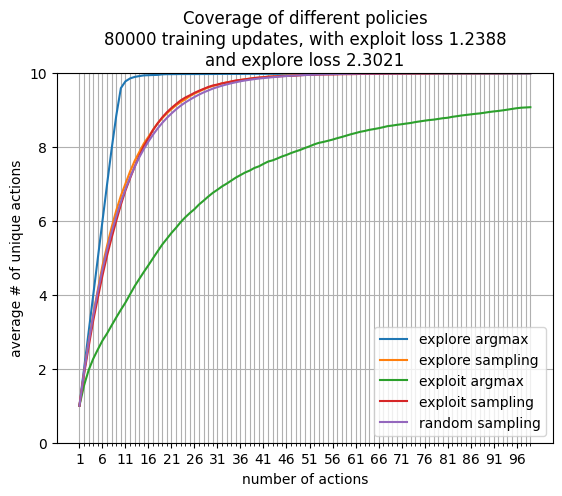 Coverage of different policies
80000 training updates, with exploit loss 1.2388
and explore loss 2.3021
10
8
6
4
2
0
average # of unique actions
explore argmax
explore sampling
exploit argmax
exploit sampling
random sampling
1 6 11 16 21 26 31 36 41 46 51 56 61 66 71 76 81 86 91 96
number of actions